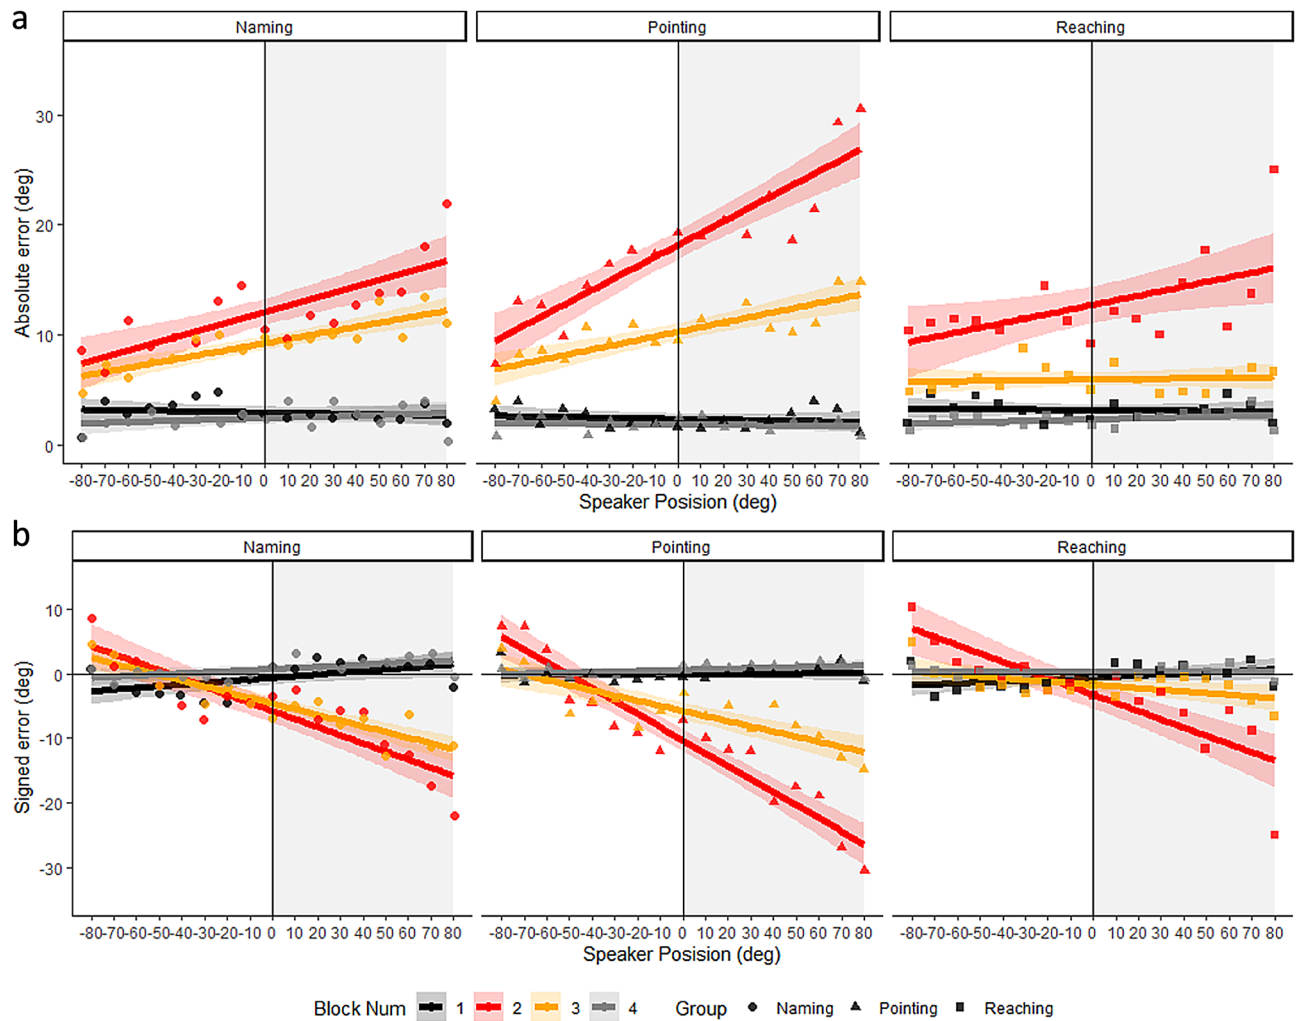 a
Naming Pointing Reaching
Absolute error (deg)
30
20
10
0
-80-70-60-50-40-30-20-10 0 10 20 30 40 50 60 70 80 -80-70-60-50-40-30-20-10 0 10 20 30 40 50 60 70 80 -80-70-60-50-40-30-20-10 0 10 20 30 40 50 60 70 80
Speaker Posision (deg)
b
Naming Pointing Reaching
Signed error (deg)
10
0
-10
-20
-30
-80-70-60-50-40-30-20-10 0 10 20 30 40 50 60 70 80 -80-70-60-50-40-30-20-10 0 10 20 30 40 50 60 70 80 -80-70-60-50-40-30-20-10 0 10 20 30 40 50 60 70 80
Speaker Posision (deg)
Block Num 1 2 3 4 Group Naming Pointing Reaching